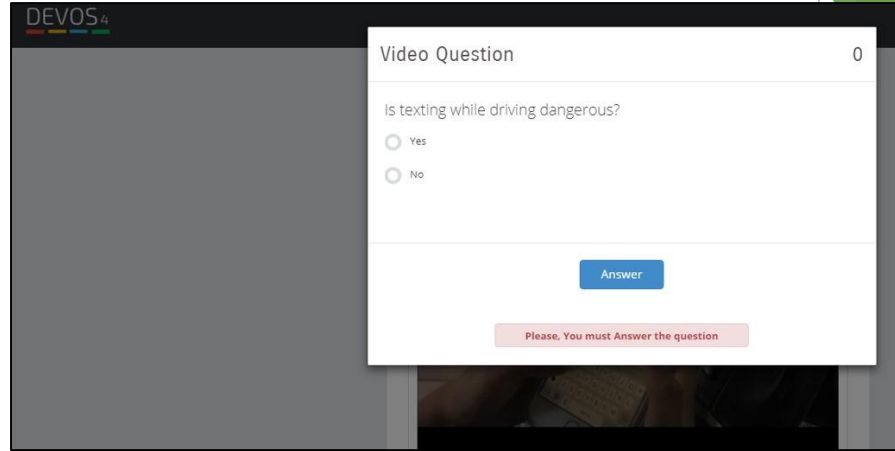 DEVOS4
Video Question 0
Is texting while driving dangerous?
Yes
No
Answer
Please, You must Answer the question